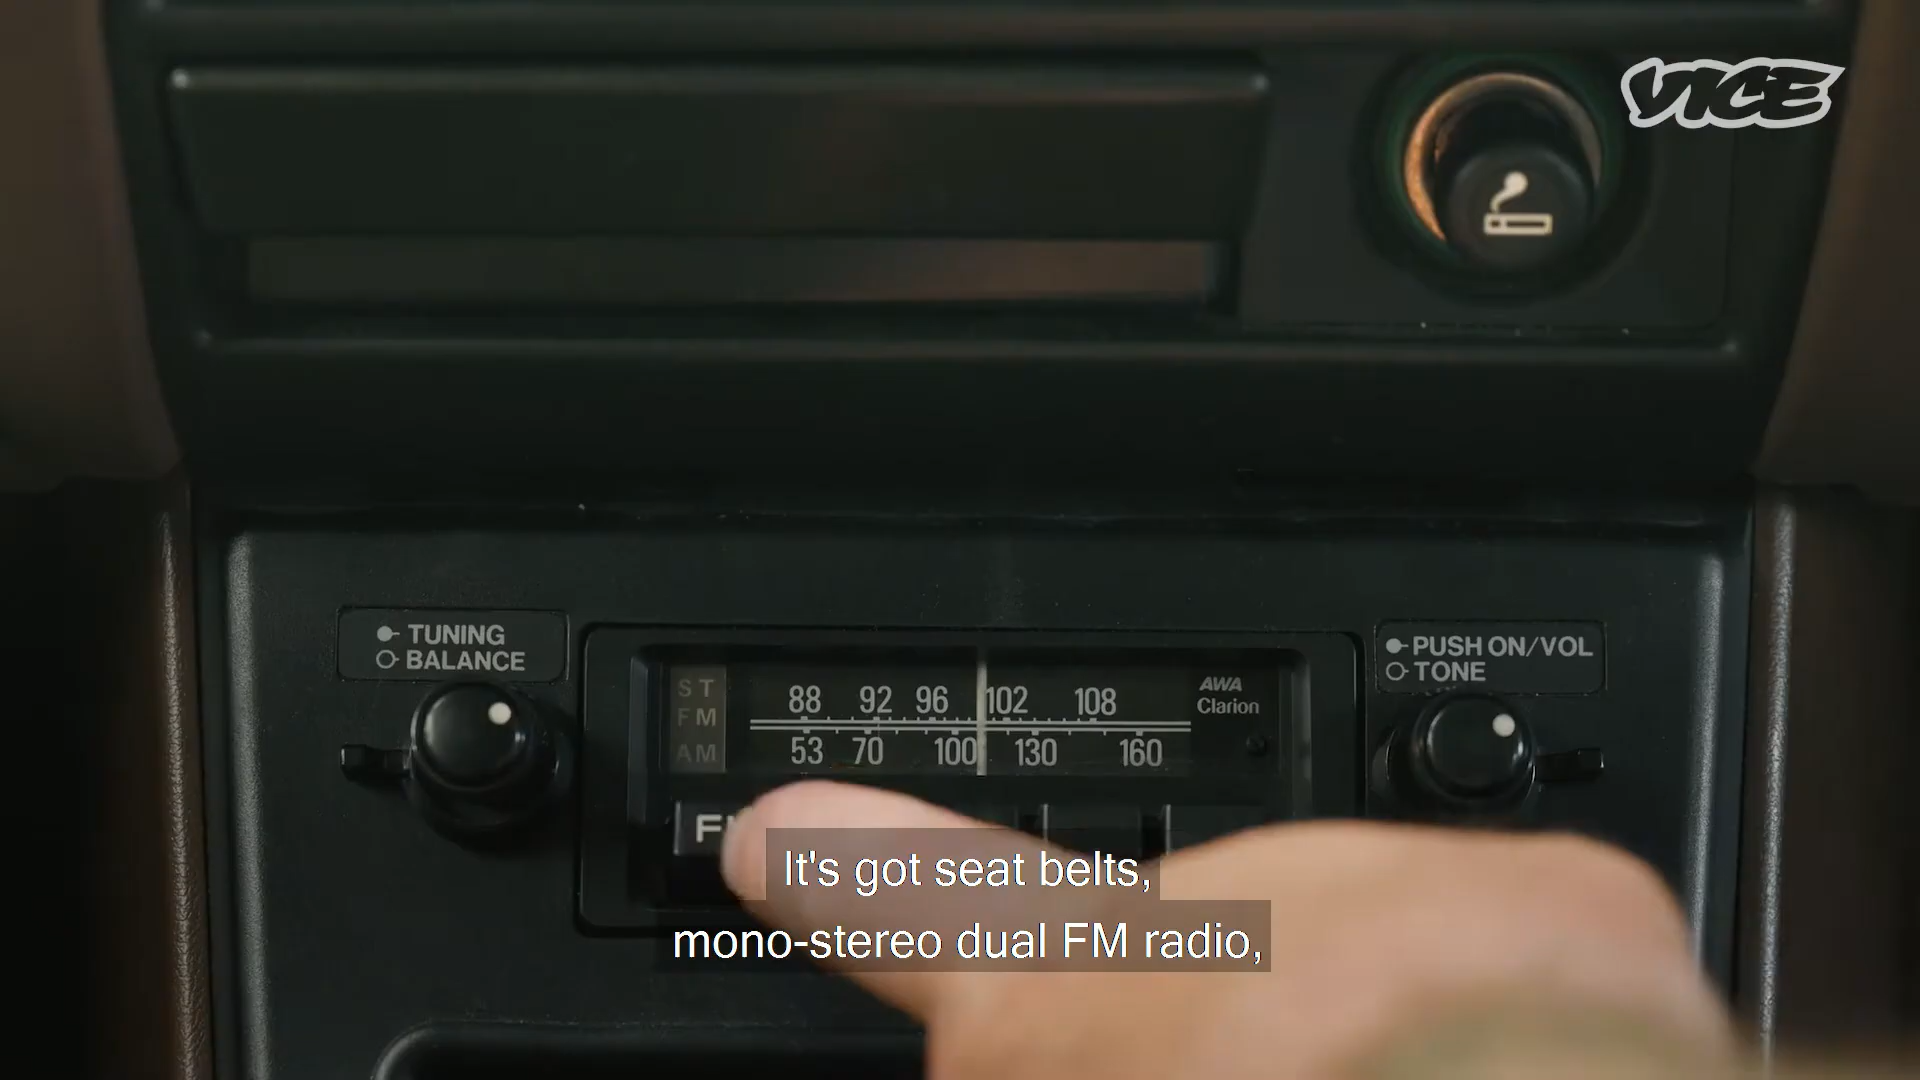 VICE
TUNING
BALANCE
PUSH ON/VOL
TONE
ST
FM
AM
88 92 96 102 108
53 70 100 130 160
AWA
Clarion
It's got seat belts,
mono-stereo dual FM radio,